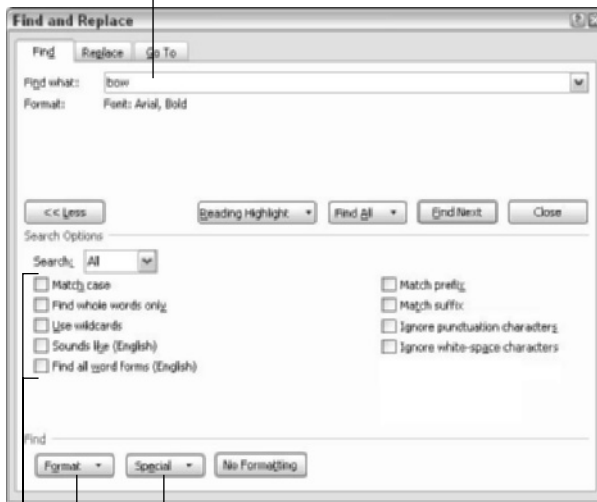 Find and Replace
Find Replace Go To
Find what: bow
Format: Font: Arial, Bold
<< Less Reading Highlight Find All Find Next Close
Search Options
Search: All
Match case Match prefix
Find whole words only Match suffix
Use wildcards Ignore punctuation characters
Sounds like (English) Ignore white-space characters
Find all word forms (English)
Find
Format Special No Formatting